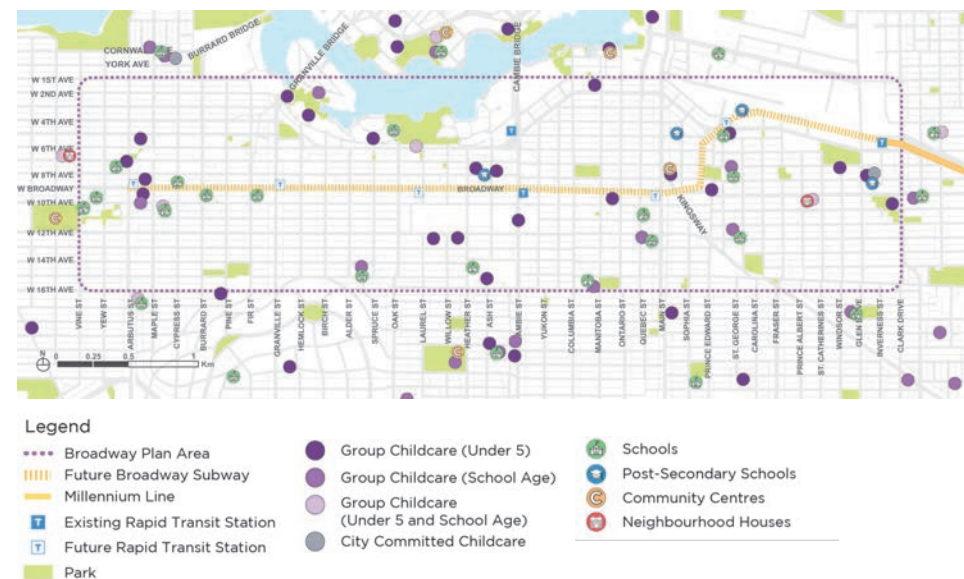 BURRARD BRIDGE
GRANVILLE BRIDGE
CAMBIE BRIDGE
YORK AVE
W 1ST AVE
W 2ND AVE
W 4TH AVE
W 6TH AVE
W 8TH AVE
W BROADWAY
BROADWAY
W 10TH AVE
W 12TH AVE
W 14TH AVE
W 16TH AVE
KINGSWAY
VINE ST
YEW ST
ARBUTUS ST
MAPLE ST
CYPRESS ST
BURRARD ST
PINE ST
FIR ST
GRANVILLE ST
HEMLOCK ST
BIRCH ST
ALDER ST
SPRUCE ST
OAK ST
LAUREL ST
WILLOW ST
HEATHER ST
ASH ST
CAMBIE ST
YUKON ST
COLUMBIA ST
MANITOBA ST
ONTARIO ST
QUEBEC ST
MAIN ST
SOPHIA ST
PRINCE EDWARD ST
ST. GEORGE ST
CAROLINA ST
FRASER ST
PRINCE ALBERT ST
ST. CATHERINES ST
WINDSOR ST
INVERNESS ST
CLARK DRIVE
N
0 0.25 0.5 1
Km
Legend
Broadway Plan Area
Future Broadway Subway
Millennium Line
T Existing Rapid Transit Station
T Future Rapid Transit Station
Park
Group Childcare (Under 5)
Group Childcare (School Age)
Group Childcare
(Under 5 and School Age)
City Committed Childcare
Schools
Post-Secondary Schools
C Community Centres
Neighbourhood Houses